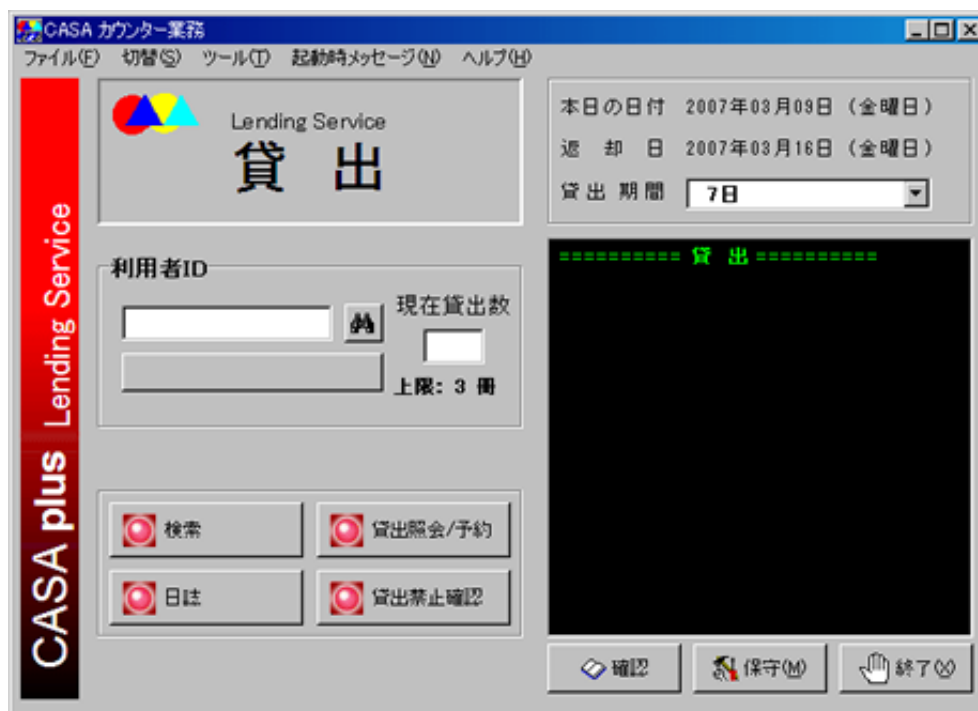 CASA カウンター業務
ファイル(F) 切替(S) ツール(T) 起動時メッセージ(N) ヘルプ(H)
CASA plus Lending Service
Lending Service
貸 出
本日の日付 2007年03月09日 (金曜日)
返 却 日 2007年03月16日 (金曜日)
貸出期間 7日
利用者ID
現在貸出数
上限: 3 冊
========== 貸 出 ==========
検索
貸出照会/予約
日誌
貸出禁止確認
確認
保守(M)
終了(X)